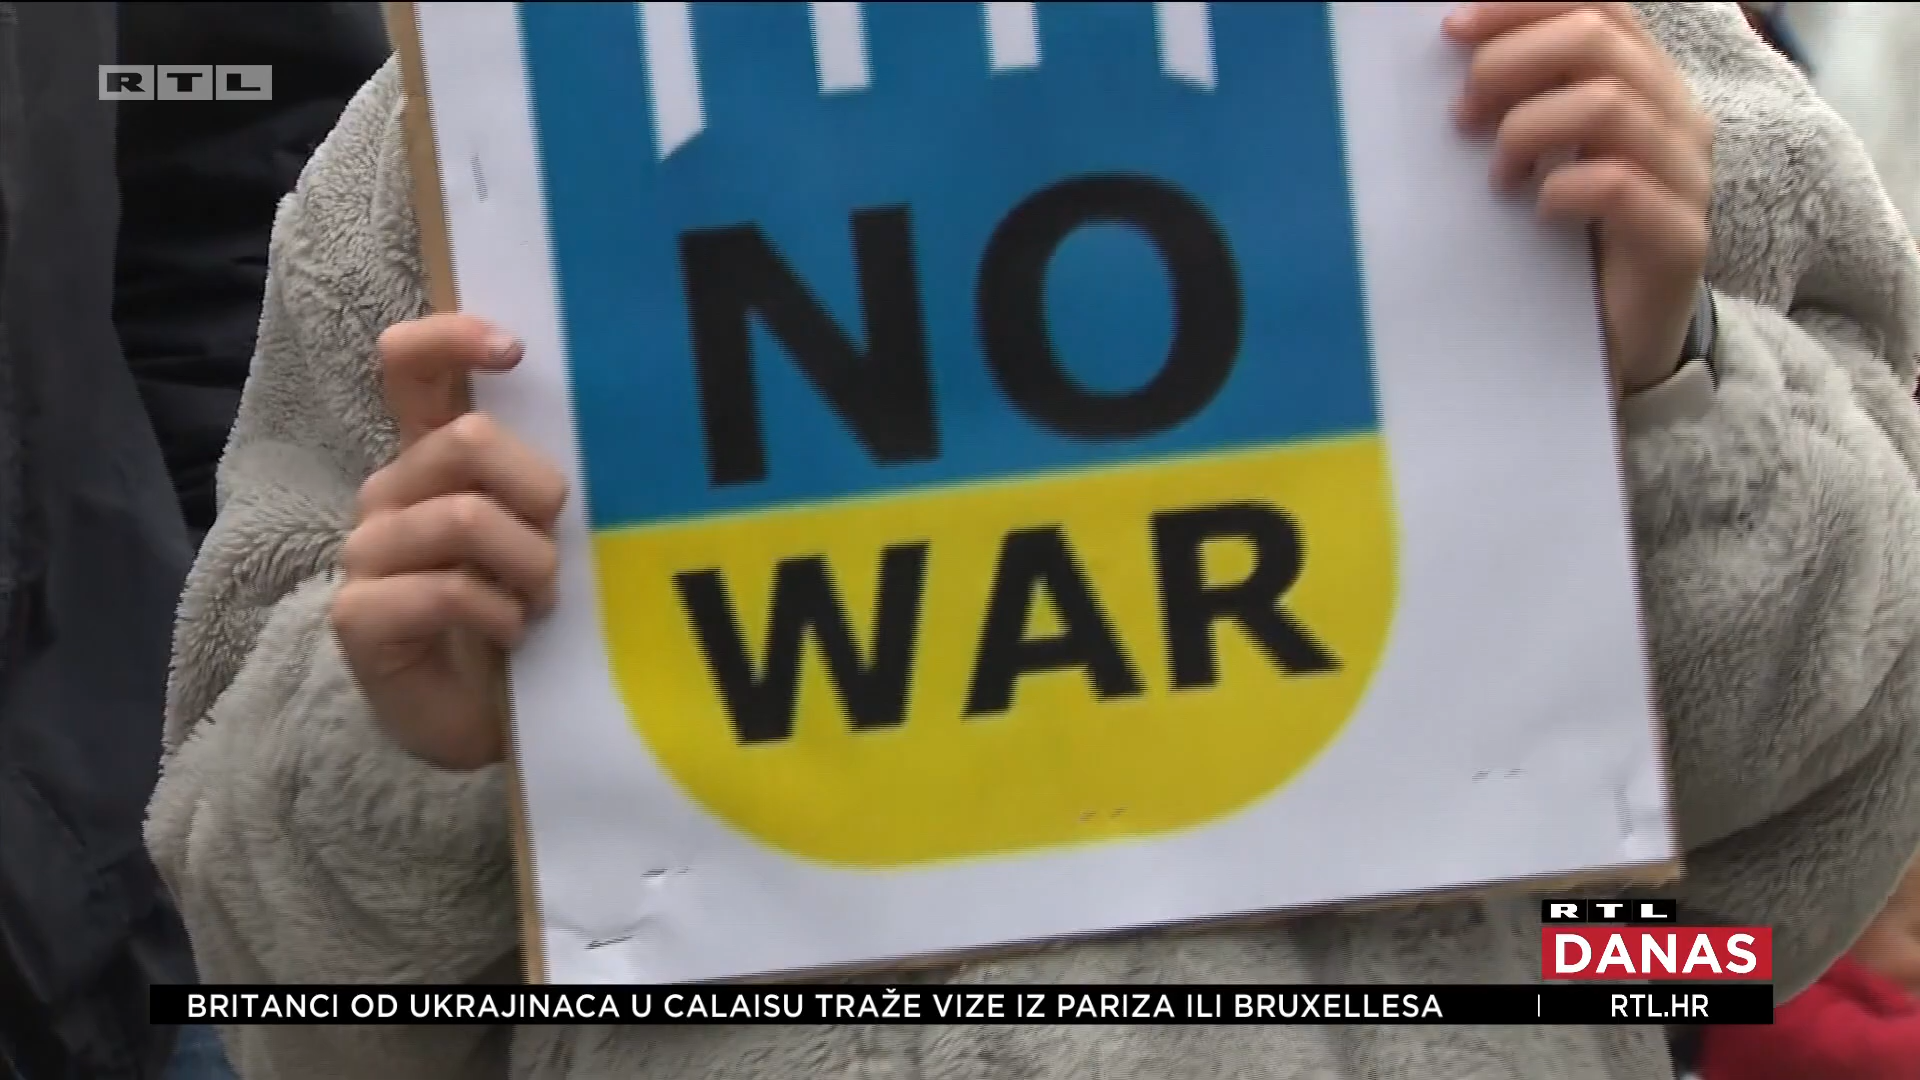 RTL
NO
WAR
RTL
DANAS
BRITANCI OD UKRAJINACA U CALAISU TRAŽE VIZE IZ PARIZA ILI BRUXELLESA | RTL.HR